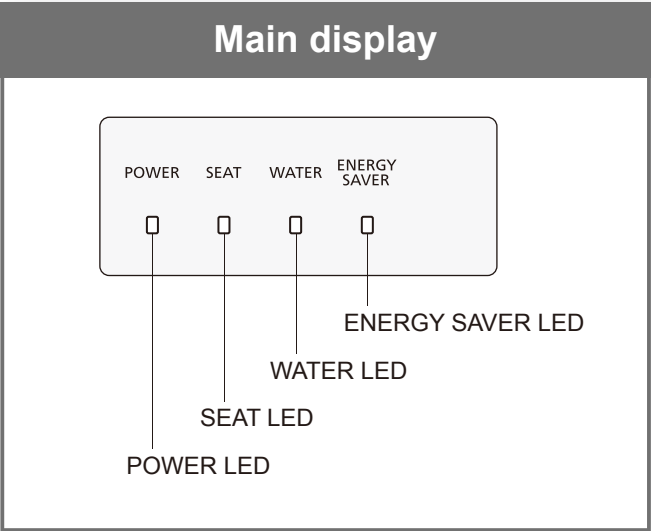 Main display
POWER SEAT WATER ENERGY
SAVER
ENERGY SAVER LED
WATER LED
SEAT LED
POWER LED